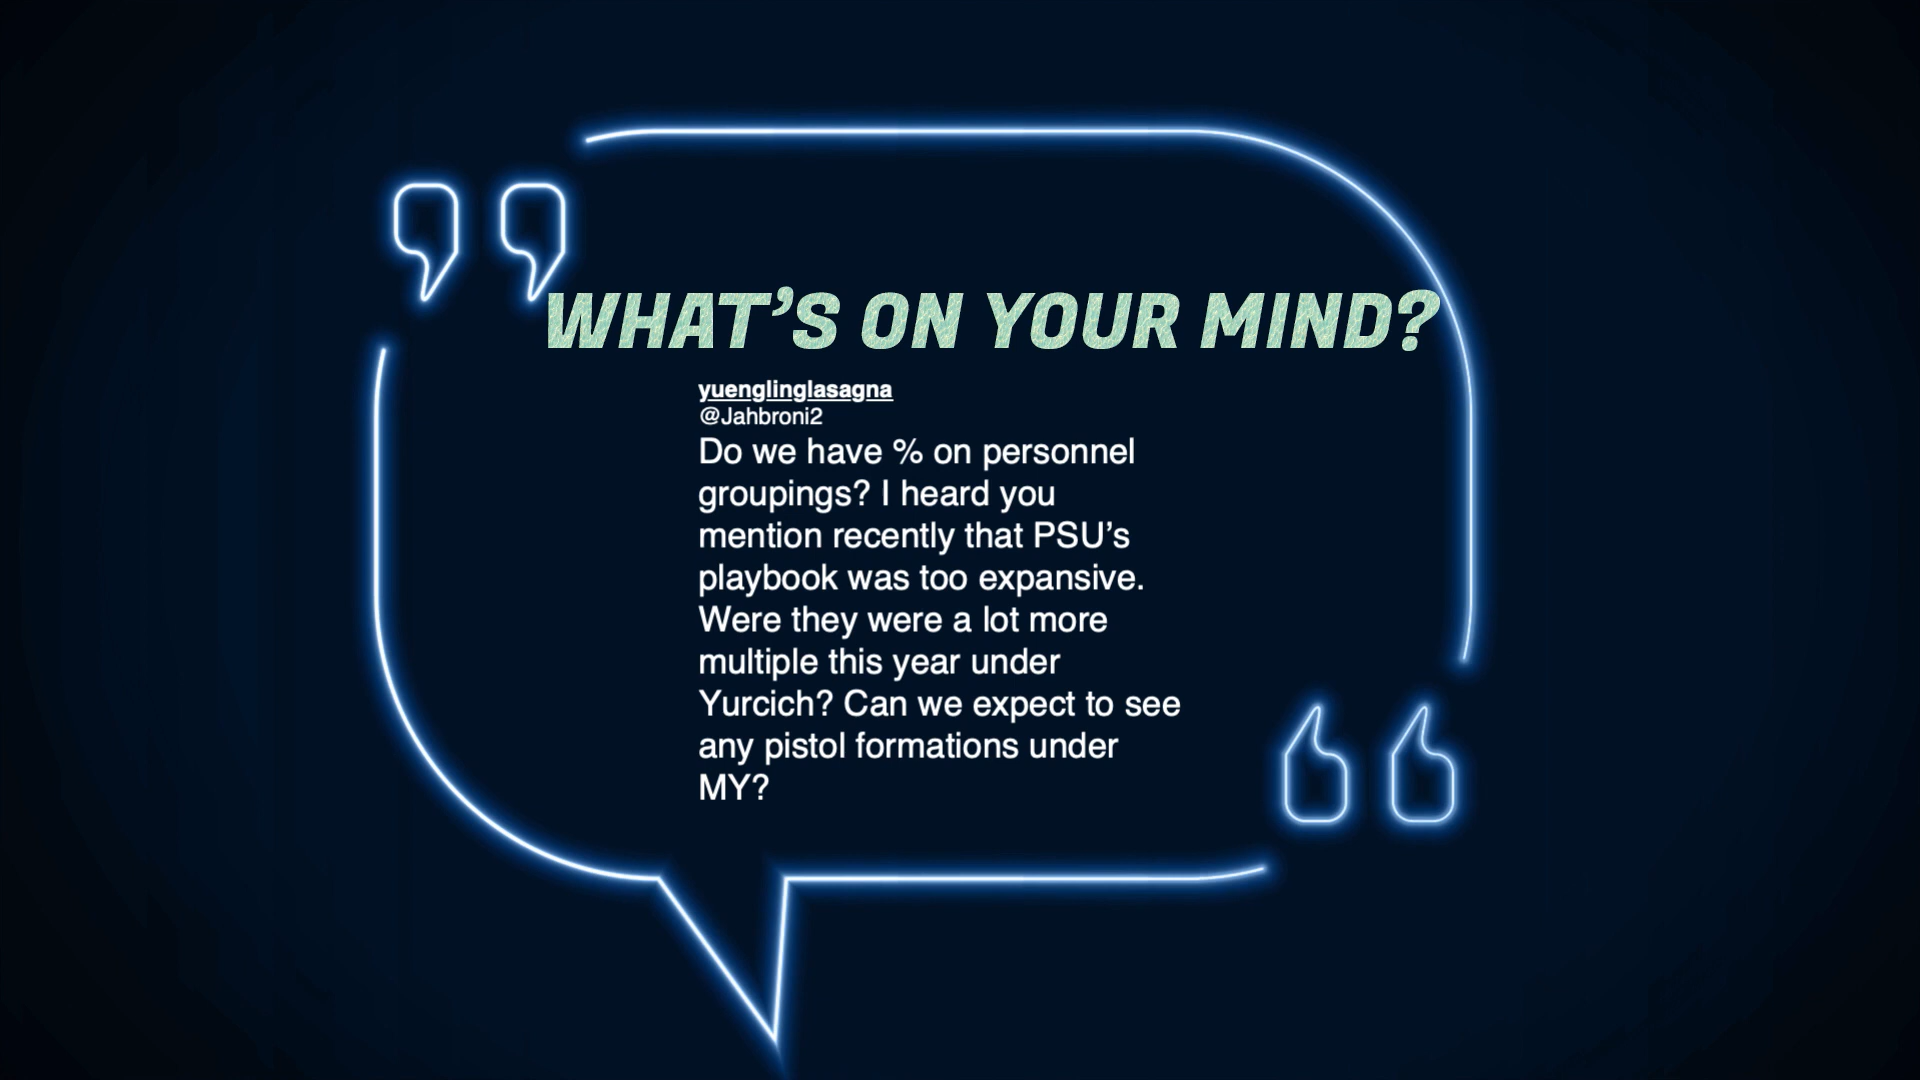 WHAT’S ON YOUR MIND?
yuenglinglasagna
@Jahbroni2
Do we have % on personnel
groupings? I heard you
mention recently that PSU’s
playbook was too expansive.
Were they were a lot more
multiple this year under
Yurcich? Can we expect to see
any pistol formations under
MY?